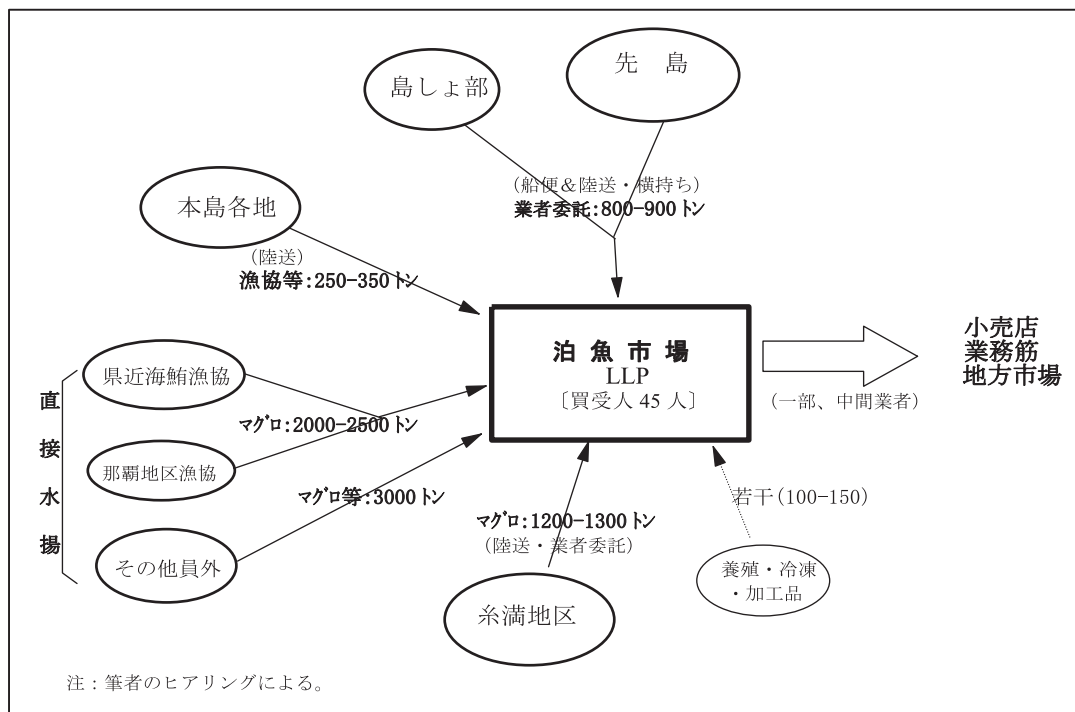 島しょ部
先 島
(船便＆陸送・横持ち)
業者委託:800-900㌧
本島各地
(陸送)
漁協等:250-350㌧
泊 魚 市 場
LLP
〔買受人 45 人〕
小売店
業務筋
地方市場
(一部、中間業者)
直接水揚
県近海鮪漁協
マグロ:2000-2500㌧
那覇地区漁協
マグロ等:3000㌧
その他員外
マグロ:1200-1300㌧
(陸送・業者委託)
糸満地区
若干(100-150)
養殖・冷凍
・加工品
注：筆者のヒアリングによる。